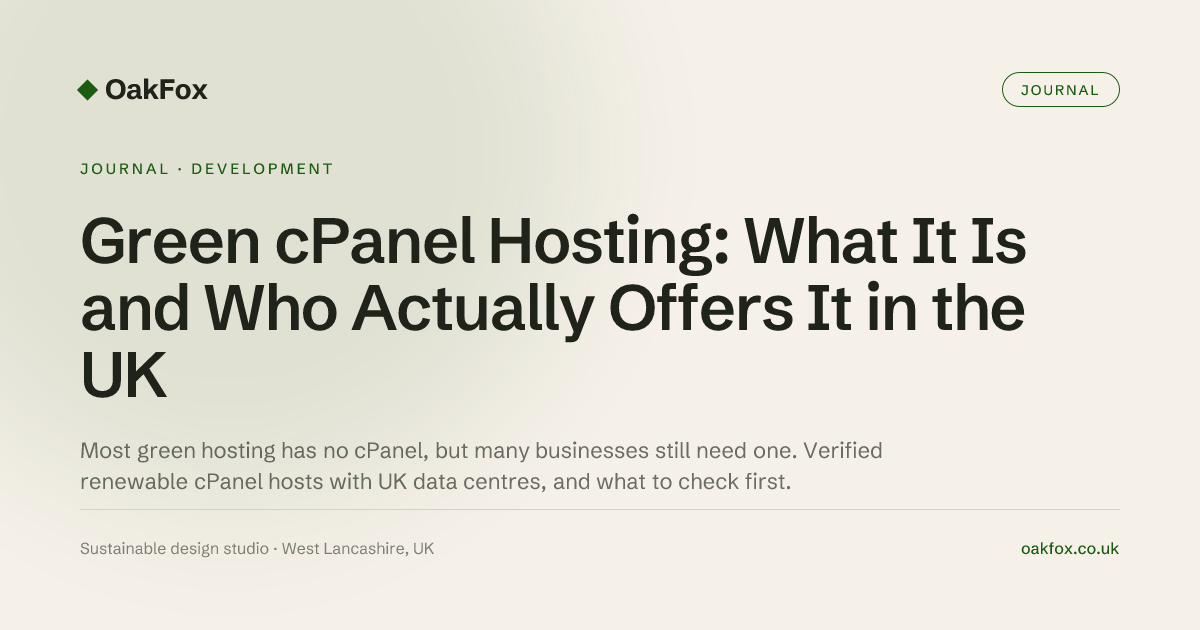 OakFox
JOURNAL
JOURNAL · DEVELOPMENT
Green cPanel Hosting: What It Is
and Who Actually Offers It in the
UK
Most green hosting has no cPanel, but many businesses still need one. Verified
renewable cPanel hosts with UK data centres, and what to check first.
Sustainable design studio · West Lancashire, UK
oakfox.co.uk